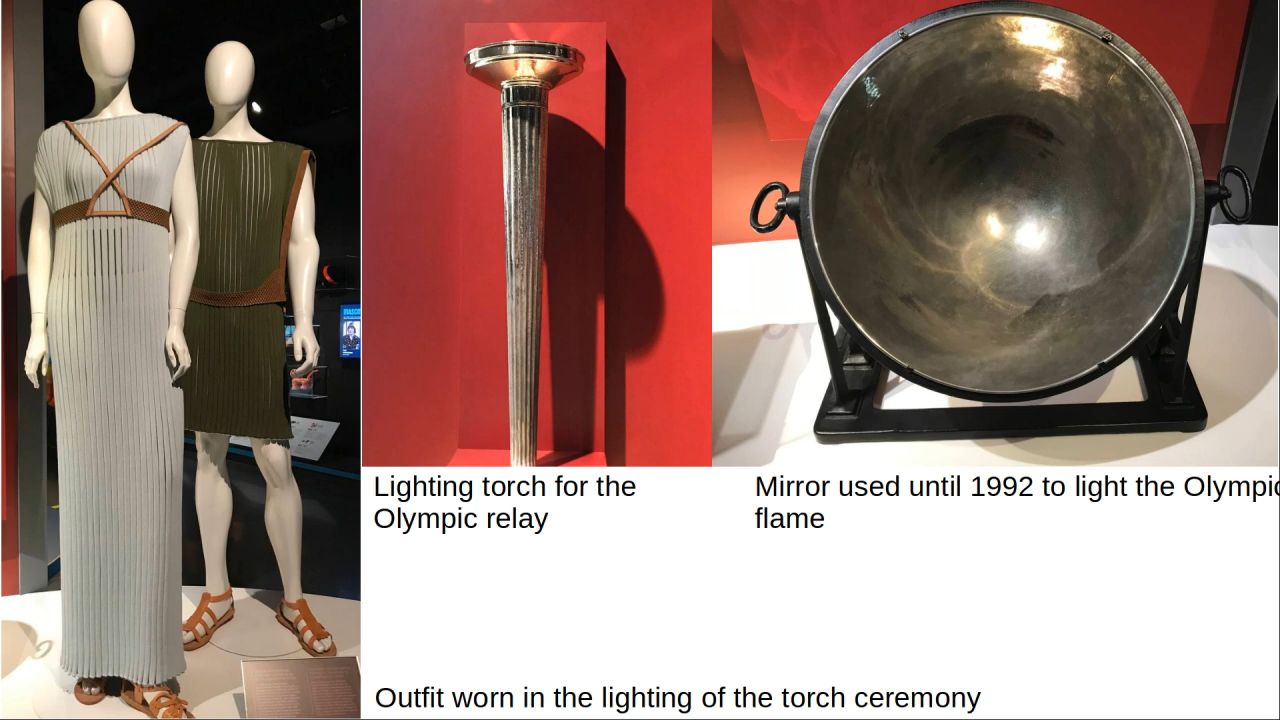 Lighting torch for the
Olympic relay
Mirror used until 1992 to light the Olympic
flame
Outfit worn in the lighting of the torch ceremony